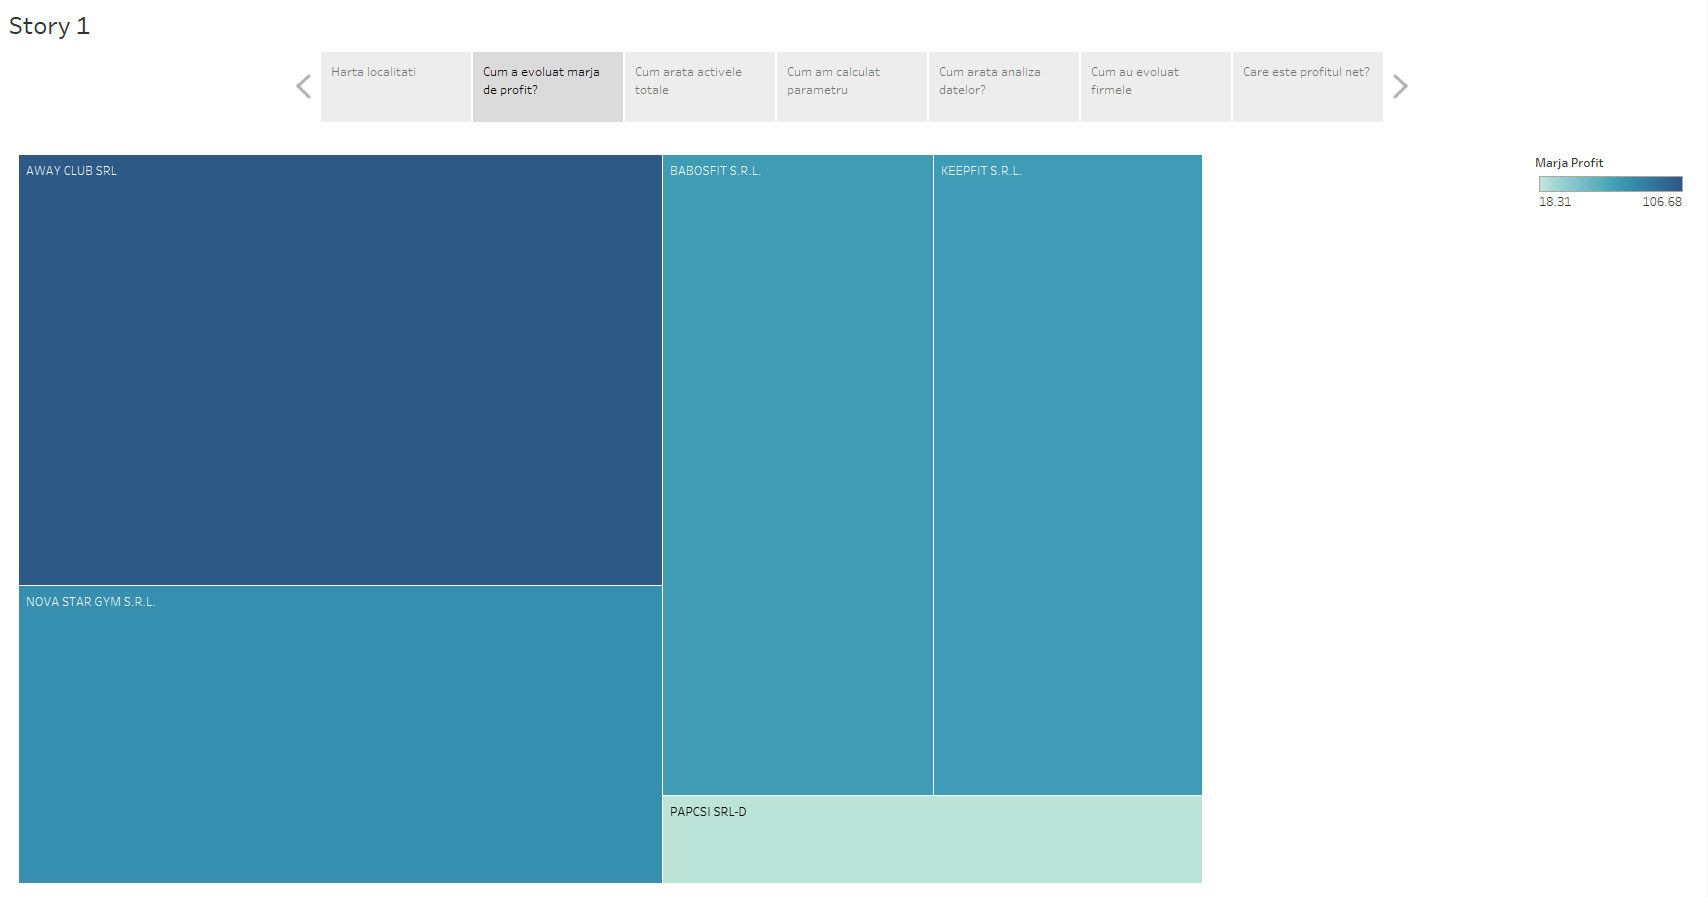 Story 1
Harta localitati
Cum a evoluat marja
de profit?
Cum arata activele
totale
Cum am calculat
parametru
Cum arata analiza
datelor?
Cum au evoluat
firmele
Care este profitul net?
AWAY CLUB SRL
BABOSFIT S.R.L.
KEEPFIT S.R.L.
Marja Profit
18.31
106.68
NOVA STAR GYM S.R.L.
PAPCSI SRL-D